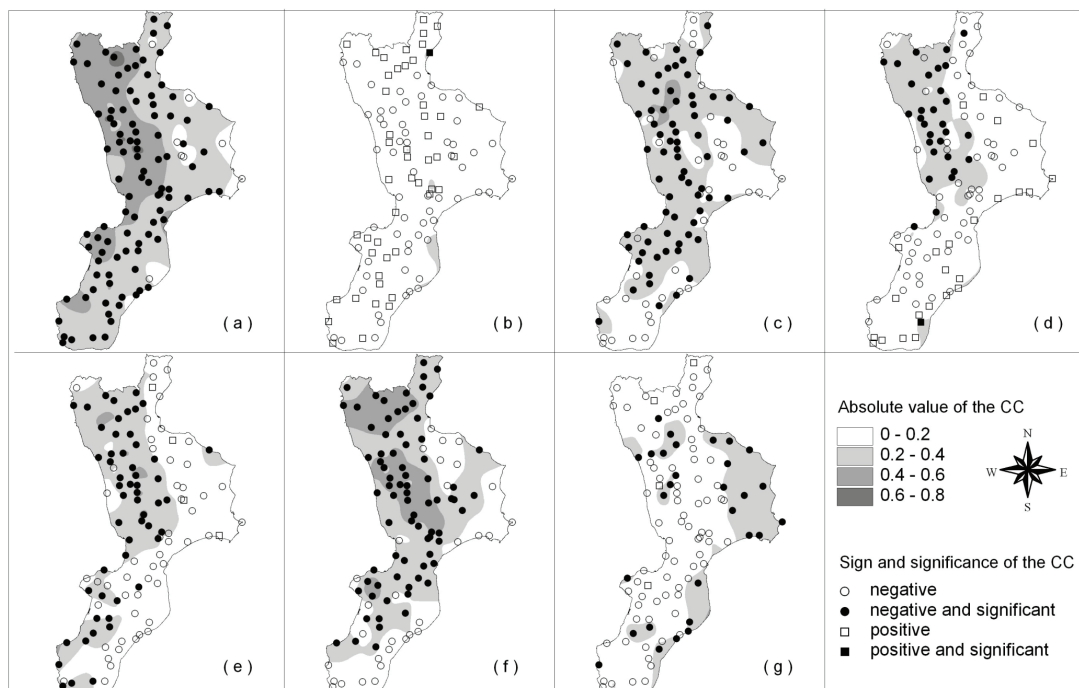 ( a )
( b )
( c )
( d )
( e )
( f )
( g )
Absolute value of the CC
0 - 0.2
0.2 - 0.4
0.4 - 0.6
0.6 - 0.8
N
W
E
S
Sign and significance of the CC
negative
negative and significant
positive
positive and significant